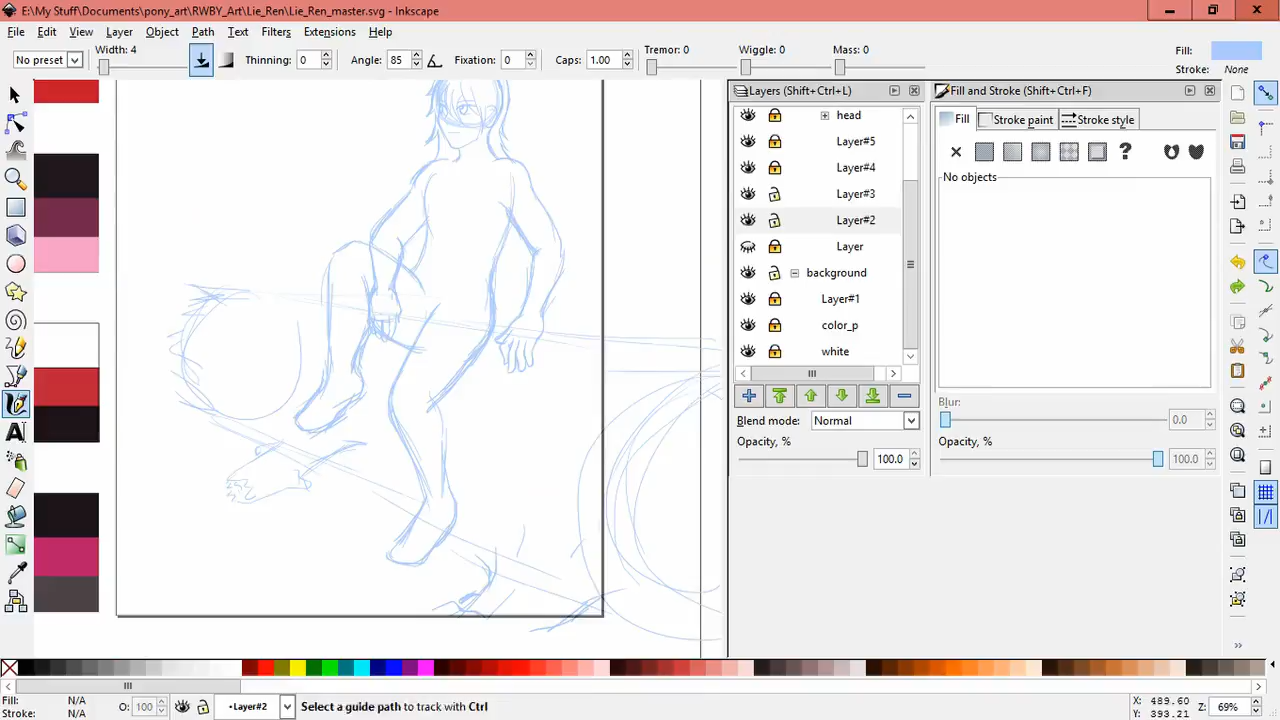 E:\My Stuff\Documents\pony_art\RWBY_Art\Lie_Ren\Lie_Ren_master.svg - Inkscape
File Edit View Layer Object Path Text Filters Extensions Help
No preset Width: 4 Thinning: 0 Angle: 85 Fixation: 0 Caps: 1.00 Tremor: 0 Wiggle: 0 Mass: 0 Fill:
Stroke: None
Layers (Shift+Ctrl+L) Fill and Stroke (Shift+Ctrl+F)
head
Fill Stroke paint Stroke style
Layer#5
Layer#4
No objects
Layer#3
Layer#2
Layer
background
Layer#1
color_p
white
Blur:
0.0
Blend mode: Normal
Opacity, % Opacity, %
100.0 100.0
Fill: N/A
Stroke: N/A
O: 100
•Layer#2
Select a guide path to track with Ctrl
X: 489.60
Y: 393.21
Z: 69%